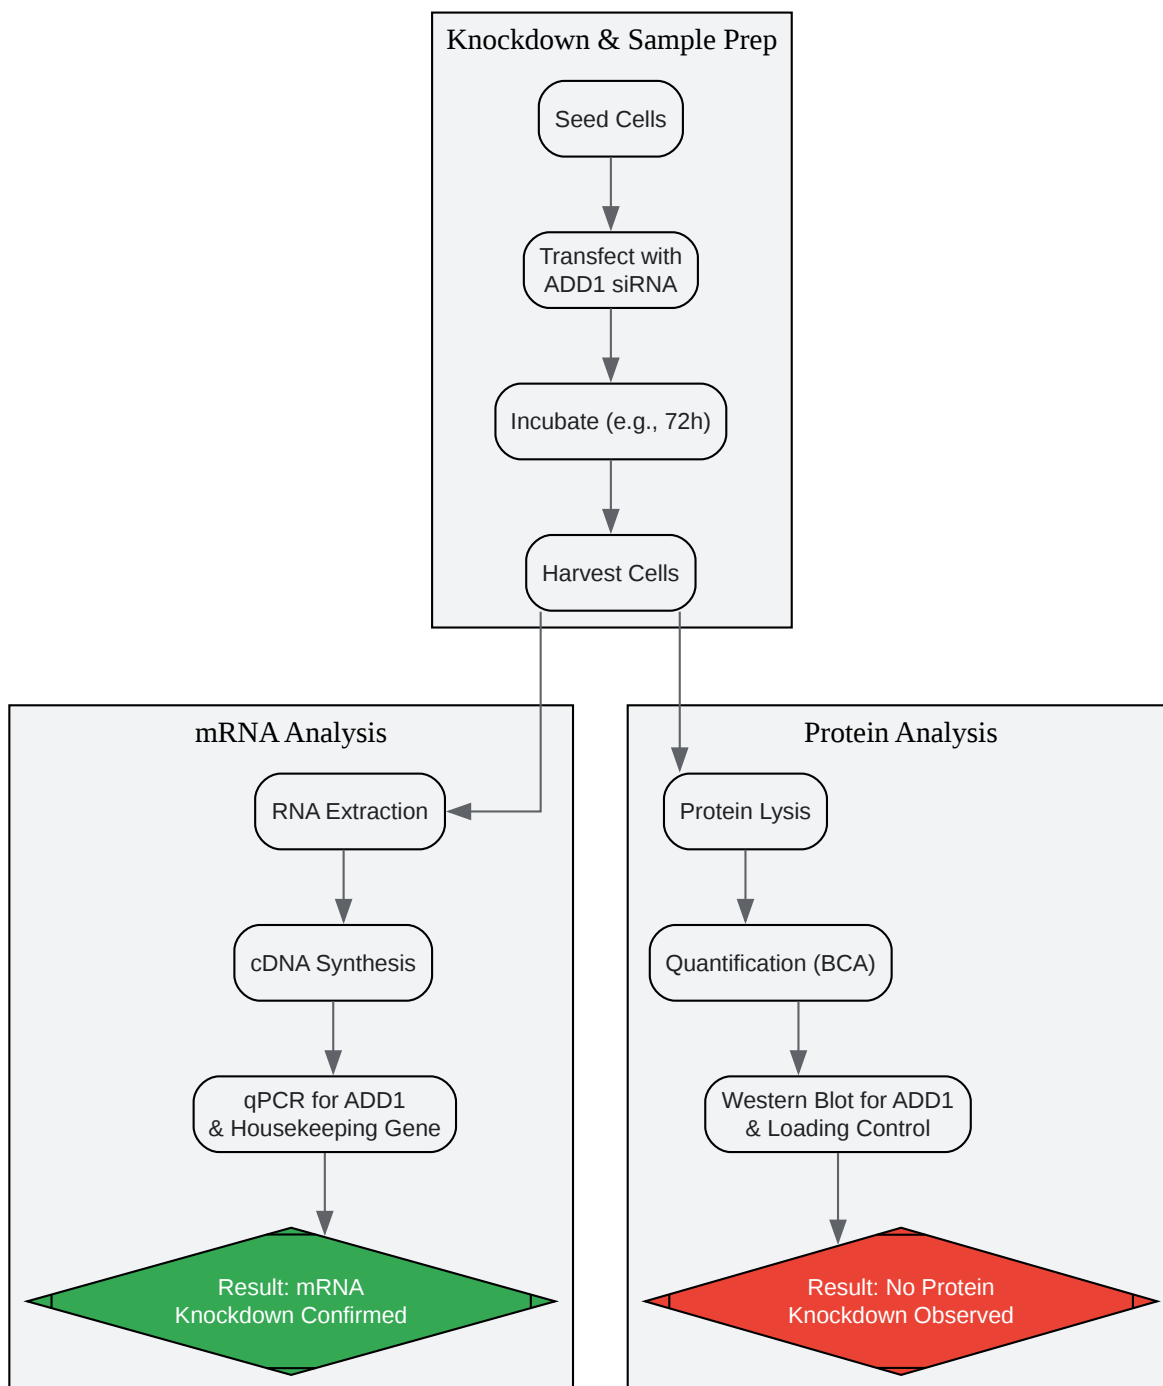 Knockdown & Sample Prep
Seed Cells
Transfect with
ADD1 siRNA
Incubate (e.g., 72h)
Harvest Cells
mRNA Analysis
RNA Extraction
cDNA Synthesis
qPCR for ADD1
& Housekeeping Gene
Result: mRNA
Knockdown Confirmed
Protein Analysis
Protein Lysis
Quantification (BCA)
Western Blot for ADD1
& Loading Control
Result: No Protein
Knockdown Observed